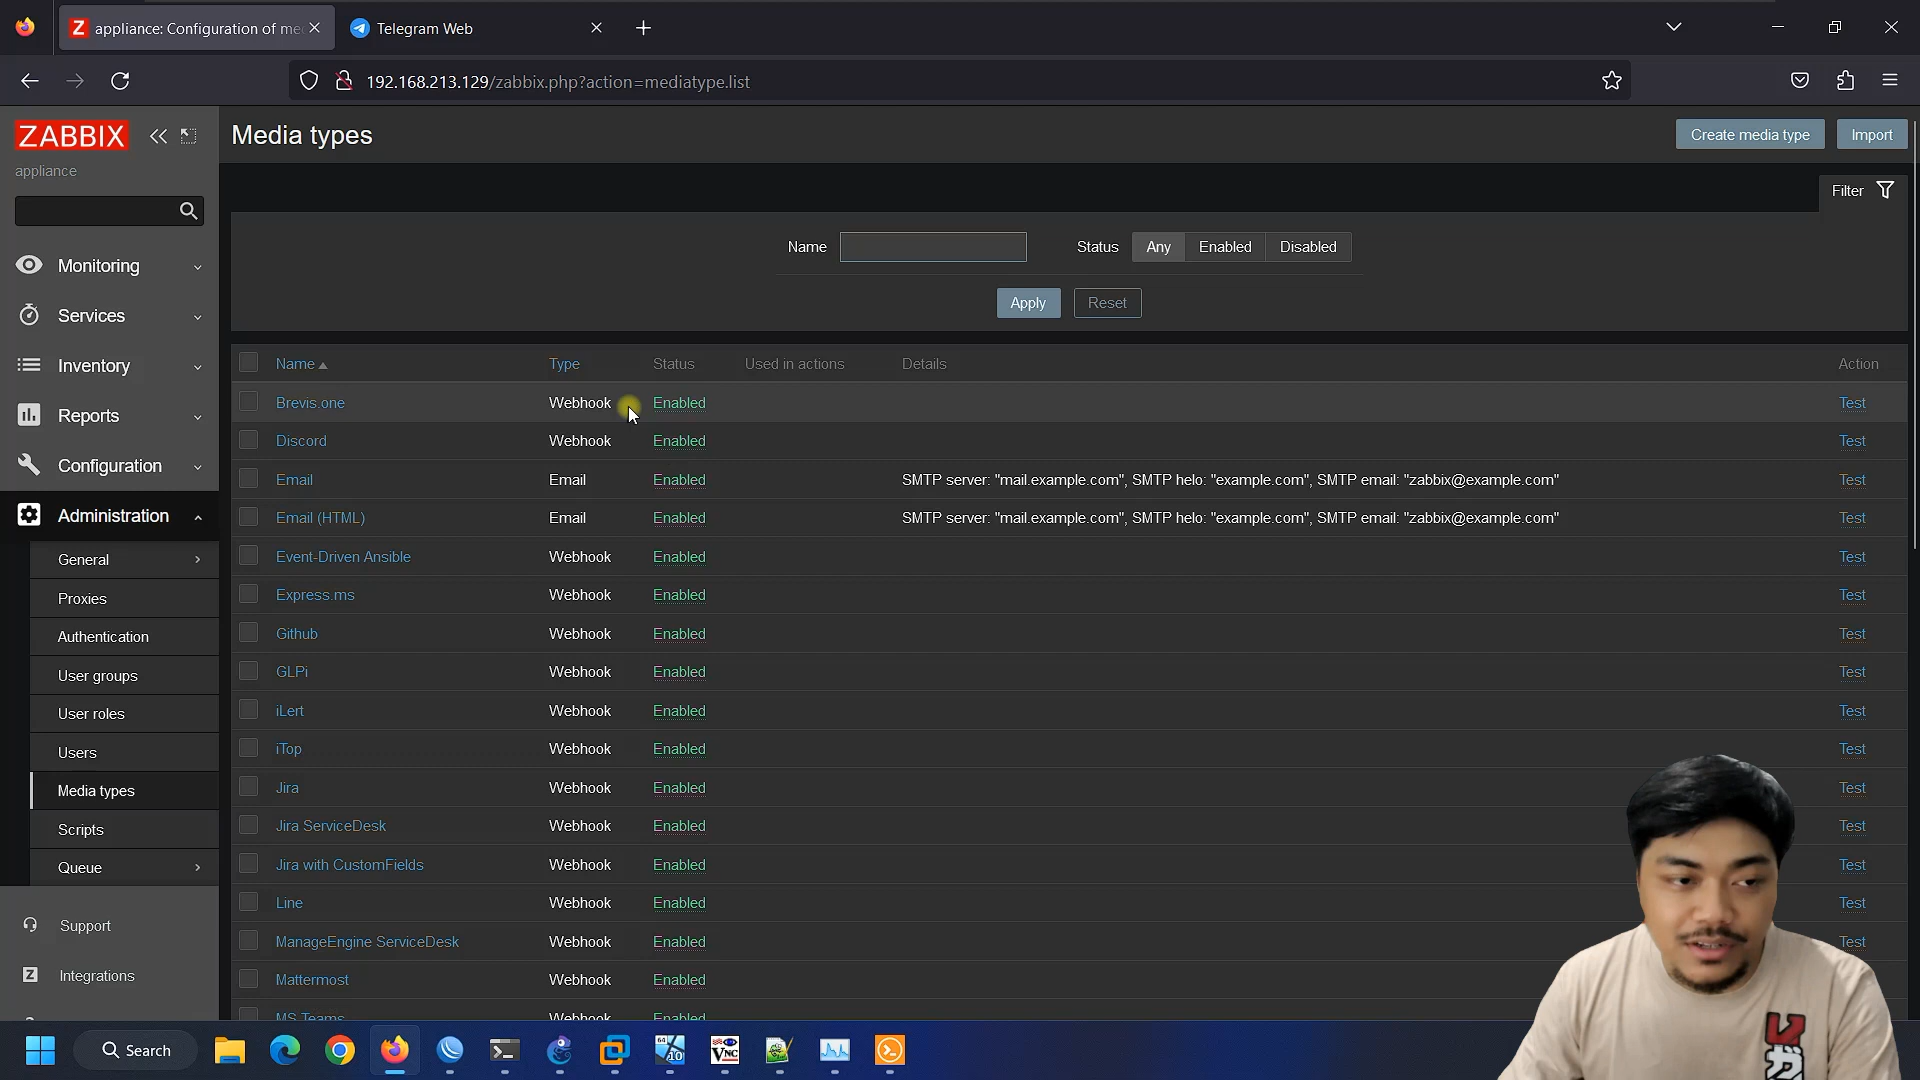 appliance: Configuration of me
Telegram Web
192.168.213.129/zabbix.php?action=mediatype.list
ZABBIX
appliance
Media types
Create media type
Import
Filter
Name
Status
Any
Enabled
Disabled
Apply
Reset
Monitoring
Services
Inventory
Reports
Configuration
Administration
General
Proxies
Authentication
User groups
User roles
Users
Media types
Scripts
Queue
Support
Integrations
Name Type Status Used in actions Details Action
Brevis.one Webhook Enabled Test
Discord Webhook Enabled Test
Email Email Enabled SMTP server: "mail.example.com", SMTP helo: "example.com", SMTP email: "zabbix@example.com" Test
Email (HTML) Email Enabled SMTP server: "mail.example.com", SMTP helo: "example.com", SMTP email: "zabbix@example.com" Test
Event-Driven Ansible Webhook Enabled Test
Express.ms Webhook Enabled Test
Github Webhook Enabled Test
GLPi Webhook Enabled Test
iLert Webhook Enabled Test
iTop Webhook Enabled Test
Jira Webhook Enabled Test
Jira ServiceDesk Webhook Enabled Test
Jira with CustomFields Webhook Enabled Test
Line Webhook Enabled Test
ManageEngine ServiceDesk Webhook Enabled Test
Mattermost Webhook Enabled
MS Teams Webhook Enabled
Search